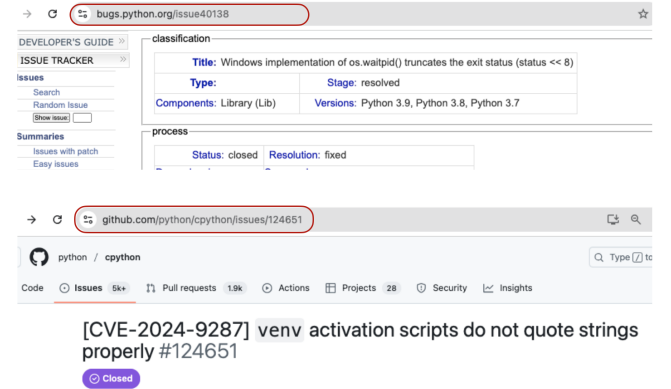 bugs.python.org/issue40138
DEVELOPER'S GUIDE »
ISSUE TRACKER »
Issues
Search
Random Issue
Show issue:
Summaries
Issues with patch
Easy issues
classification
Title: Windows implementation of os.waitpid() truncates the exit status (status << 8)
Type: Stage: resolved
Components: Library (Lib) Versions: Python 3.9, Python 3.8, Python 3.7
process
Status: closed Resolution: fixed
github.com/python/cpython/issues/124651
python / cpython
Type / to
Code Issues 5k+ Pull requests 1.9k Actions Projects 28 Security Insights
[CVE-2024-9287] venv activation scripts do not quote strings
properly #124651
Closed